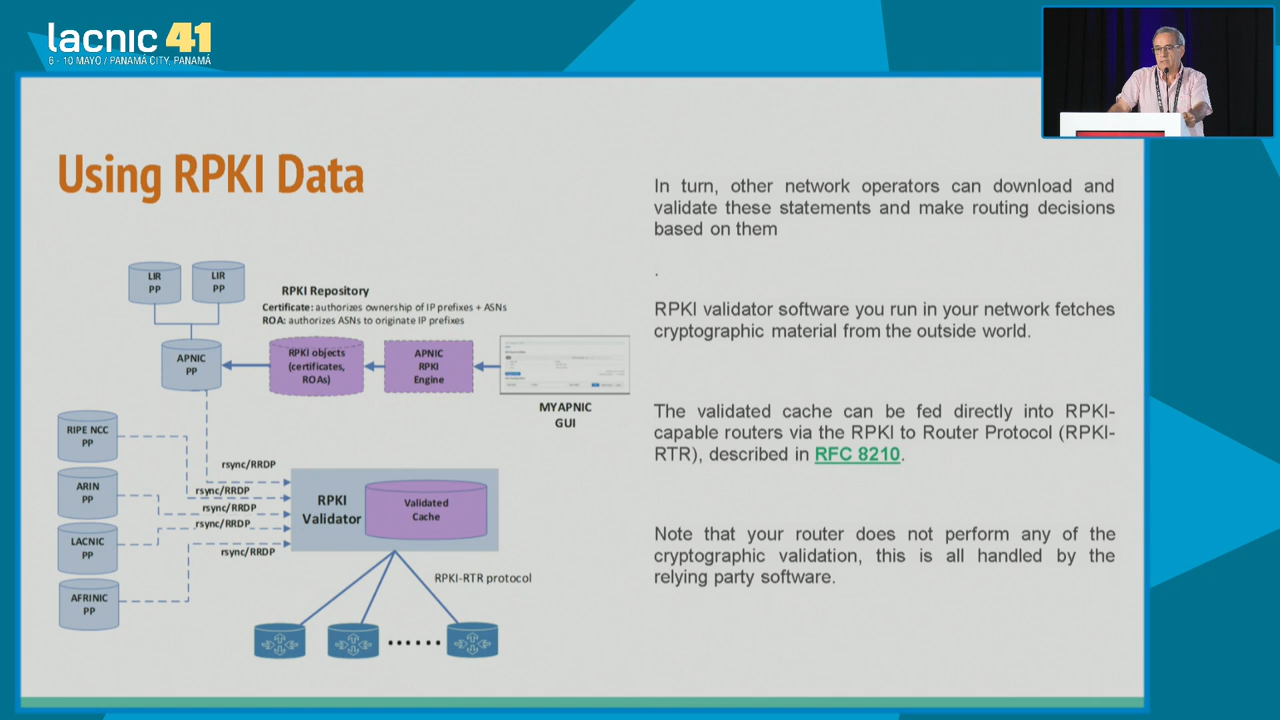 lacnic 41
6 - 10 MAYO / PANAMÁ CITY, PANAMÁ
Using RPKI Data
In turn, other network operators can download and
validate these statements and make routing decisions
based on them
.
RPKI validator software you run in your network fetches
cryptographic material from the outside world.
The validated cache can be fed directly into RPKI-
capable routers via the RPKI to Router Protocol (RPKI-
RTR), described in RFC 8210.
Note that your router does not perform any of the
cryptographic validation, this is all handled by the
relying party software.
LIR
PP
LIR
PP
RPKI Repository
Certificate: authorizes ownership of IP prefixes + ASNs
ROA: authorizes ASNs to originate IP prefixes
APNIC
PP
RPKI objects
(certificates,
ROAs)
APNIC
RPKI
Engine
MYAPNIC
GUI
RIPE NCC
PP
ARIN
PP
LACNIC
PP
AFRINIC
PP
rsync/RRDP
rsync/RRDP
rsync/RRDP
rsync/RRDP
rsync/RRDP
RPKI
Validator
Validated
Cache
RPKI-RTR protocol